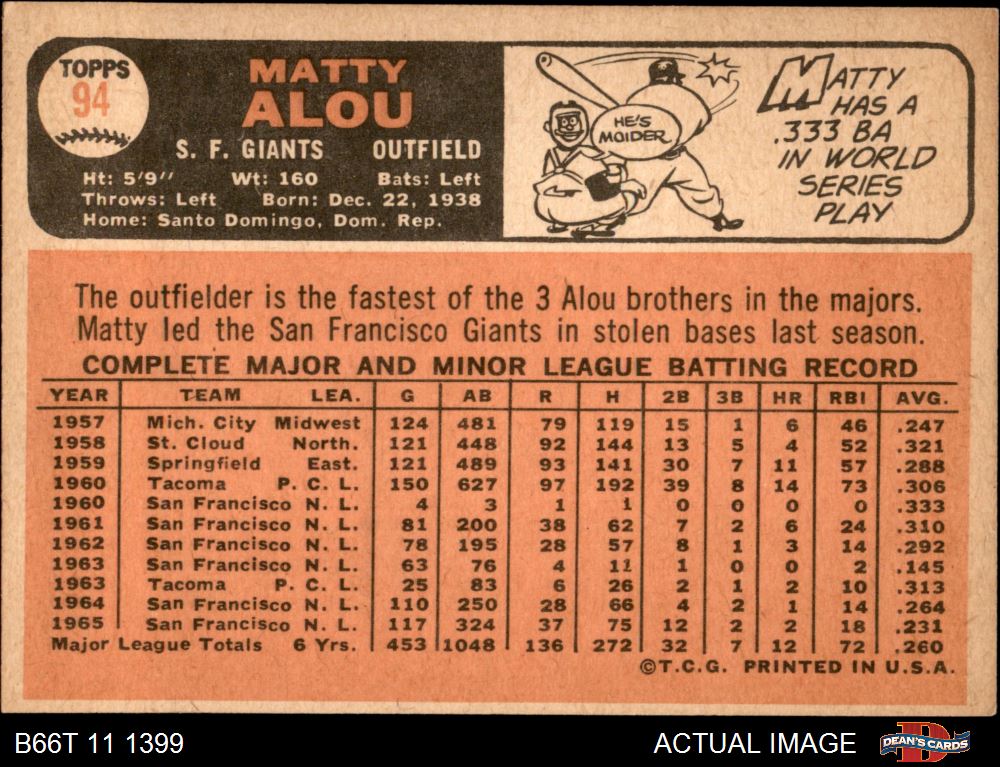 TOPPS
94
MATTY
ALOU
S. F. GIANTS OUTFIELD
Ht: 5'9" Wt: 160 Bats: Left
Throws: Left Born: Dec. 22, 1938
Home: Santo Domingo, Dom. Rep.
HE'S
MOIDER
MATTY
HAS A
.333 BA
IN WORLD
SERIES
PLAY
The outfielder is the fastest of the 3 Alou brothers in the majors.
Matty led the San Francisco Giants in stolen bases last season.
COMPLETE MAJOR AND MINOR LEAGUE BATTING RECORD
YEAR TEAM LEA. G AB R H 2B 3B HR RBI AVG.
1957 Mich. City Midwest 124 481 79 119 15 1 6 46 .247
1958 St. Cloud North. 121 448 92 144 13 5 4 52 .321
1959 Springfield East. 121 489 93 141 30 7 11 57 .288
1960 Tacoma P. C. L. 150 627 97 192 39 8 14 73 .306
1960 San Francisco N. L. 4 3 1 1 0 0 0 0 .333
1961 San Francisco N. L. 81 200 38 62 7 2 6 24 .310
1962 San Francisco N. L. 78 195 28 57 8 1 3 14 .292
1963 San Francisco N. L. 63 76 4 11 1 0 0 2 .145
1963 Tacoma P. C. L. 25 83 6 26 2 1 2 10 .313
1964 San Francisco N. L. 110 250 28 66 4 2 1 14 .264
1965 San Francisco N. L. 117 324 37 75 12 2 2 18 .231
Major League Totals 6 Yrs. 453 1048 136 272 32 7 12 72 .260
©T.C.G. PRINTED IN U.S.A.
B66T 11 1399 ACTUAL IMAGE DEAN'S CARDS